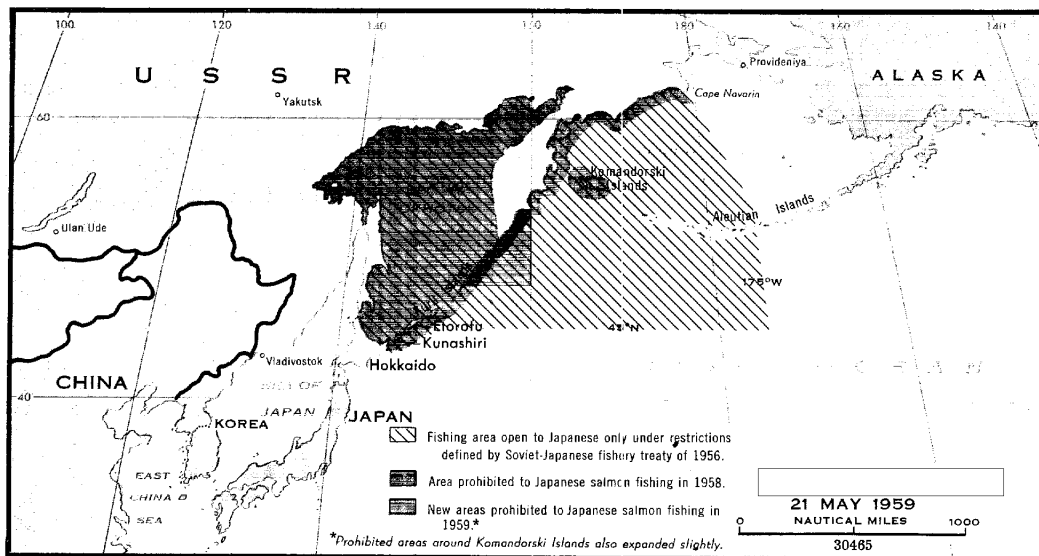 100
120
140
160
180
160
140
U S S R
Provideniya
ALASKA
Yakutsk
Cape Navarin
60
Komandorski
Islands
Aleutian Islands
Ulan Ude
175°W
Etorofu
Kunashiri
Vladivostok
Hokkaido
CHINA
SEA OF
JAPAN
40
KOREA
JAPAN
EAST
CHINA
SEA
Fishing area open to Japanese only under restrictions
defined by Soviet-Japanese fishery treaty of 1956.
Area prohibited to Japanese salmon fishing in 1958.
New areas prohibited to Japanese salmon fishing in
1959.*
*Prohibited areas around Komandorski Islands also expanded slightly.
21 MAY 1959
NAUTICAL MILES
0 1000
30465